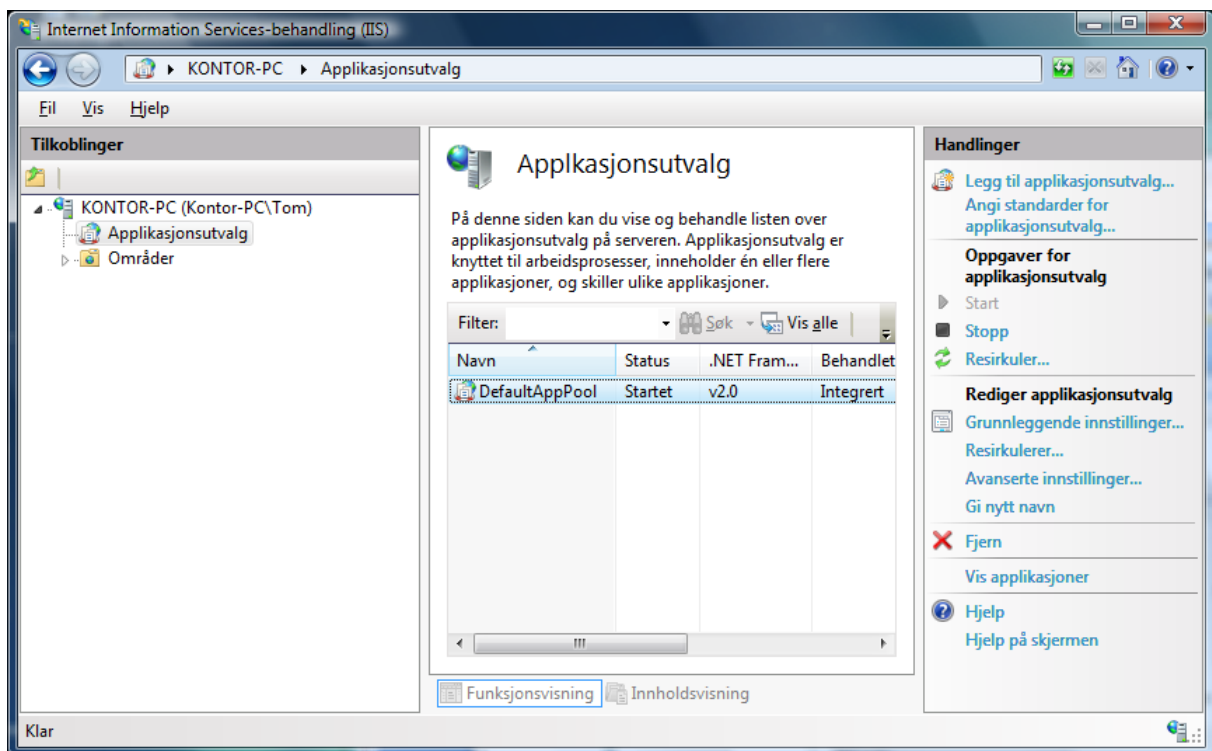 Internet Information Services-behandling (IIS)
KONTOR-PC Applikasjonsutvalg
Fil Vis Hjelp
Tilkoblinger
KONTOR-PC (Kontor-PC\Tom)
Applikasjonsutvalg
Områder
Applkasjonsutvalg
På denne siden kan du vise og behandle listen over
applikasjonsutvalg på serveren. Applikasjonsutvalg er
knyttet til arbeidsprosesser, inneholder én eller flere
applikasjoner, og skiller ulike applikasjoner.
Filter: Søk Vis alle
Navn Status .NET Fram... Behandlet
DefaultAppPool Startet v2.0 Integrert
Funksjonsvisning Innholdsvisning
Handlinger
Legg til applikasjonsutvalg...
Angi standarder for
applikasjonsutvalg...
Oppgaver for
applikasjonsutvalg
Start
Stopp
Resirkuler...
Rediger applikasjonsutvalg
Grunnleggende innstillinger...
Resirkulerer...
Avanserte innstillinger...
Gi nytt navn
Fjern
Vis applikasjoner
Hjelp
Hjelp på skjermen
Klar